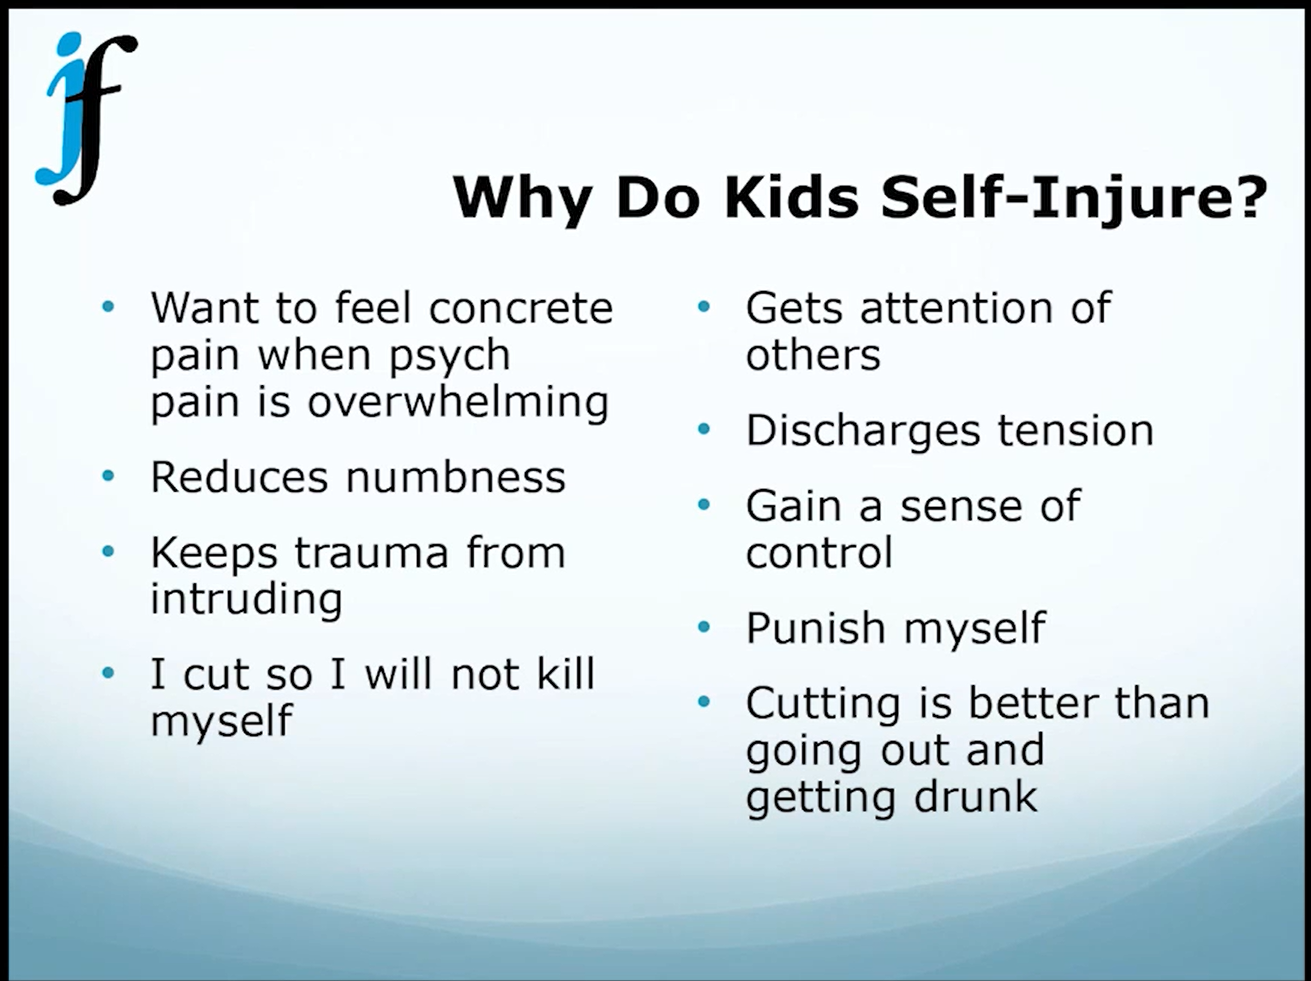 jf
Why Do Kids Self-Injure?
• Want to feel concrete
pain when psych
pain is overwhelming
• Reduces numbness
• Keeps trauma from
intruding
• I cut so I will not kill
myself
• Gets attention of
others
• Discharges tension
• Gain a sense of
control
• Punish myself
• Cutting is better than
going out and
getting drunk